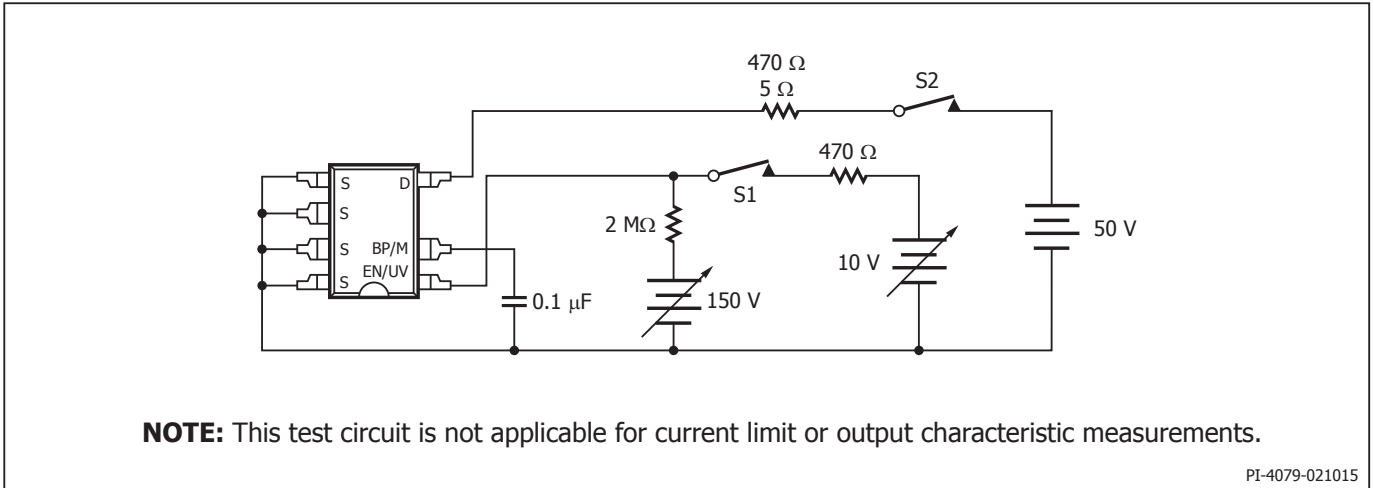 470 Ω
5 Ω
S2
470 Ω
S1
S D
S
S BP/M
EN/UV
S
2 MΩ
150 V
10 V
50 V
0.1 μF
NOTE: This test circuit is not applicable for current limit or output characteristic measurements.
PI-4079-021015